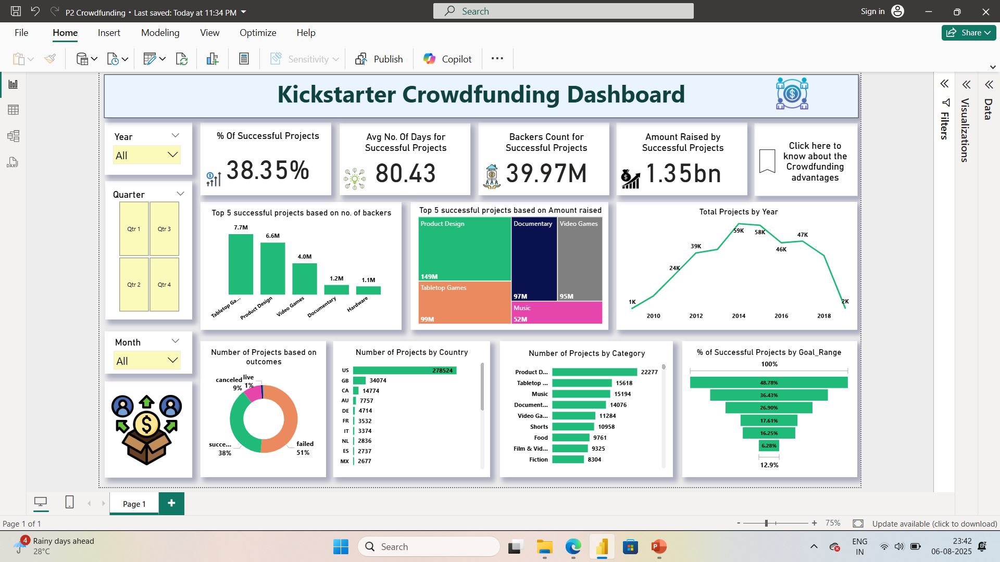 P2 Crowdfunding • Last saved: Today at 11:34 PM
Search
Sign in
File
Home
Insert
Modeling
View
Optimize
Help
Share
Sensitivity
Publish
Copilot
Kickstarter Crowdfunding Dashboard
Filters
Visualizations
Data
DAX
Year
All
% Of Successful Projects
38.35%
Avg No. Of Days for
Successful Projects
80.43
Backers Count for
Successful Projects
39.97M
Amount Raised by
Successful Projects
1.35bn
Click here to
know about the
Crowdfunding
advantages
Quarter
Qtr 1
Qtr 3
Qtr 2
Qtr 4
Top 5 successful projects based on no. of backers
7.7M
6.6M
4.0M
1.2M
1.1M
Tabletop Ga...
Product Design
Video Games
Documentary
Hardware
Top 5 successful projects based on Amount raised
Product Design
149M
Tabletop Games
99M
Documentary
97M
Video Games
95M
Music
52M
Total Projects by Year
1K
24K
39K
59K
58K
46K
47K
2K
2010
2012
2014
2016
2018
Month
All
Number of Projects based on
outcomes
live
1%
canceled
9%
succe...
38%
failed
51%
Number of Projects by Country
US 278524
GB 34074
CA 14774
AU 7757
DE 4714
FR 3532
IT 3374
NL 2836
ES 2737
MX 2677
Number of Projects by Category
Product D... 22277
Tabletop ... 15618
Music 15194
Document... 14076
Video Ga... 11284
Shorts 10958
Food 9761
Film & Vid... 9325
Fiction 8304
% of Successful Projects by Goal_Range
100%
48.78%
36.43%
26.90%
17.61%
16.25%
6.28%
12.9%
Page 1
Page 1 of 1
75%
Update available (click to download)
4
Rainy days ahead
28°C
Search
ENG
IN
23:42
06-08-2025